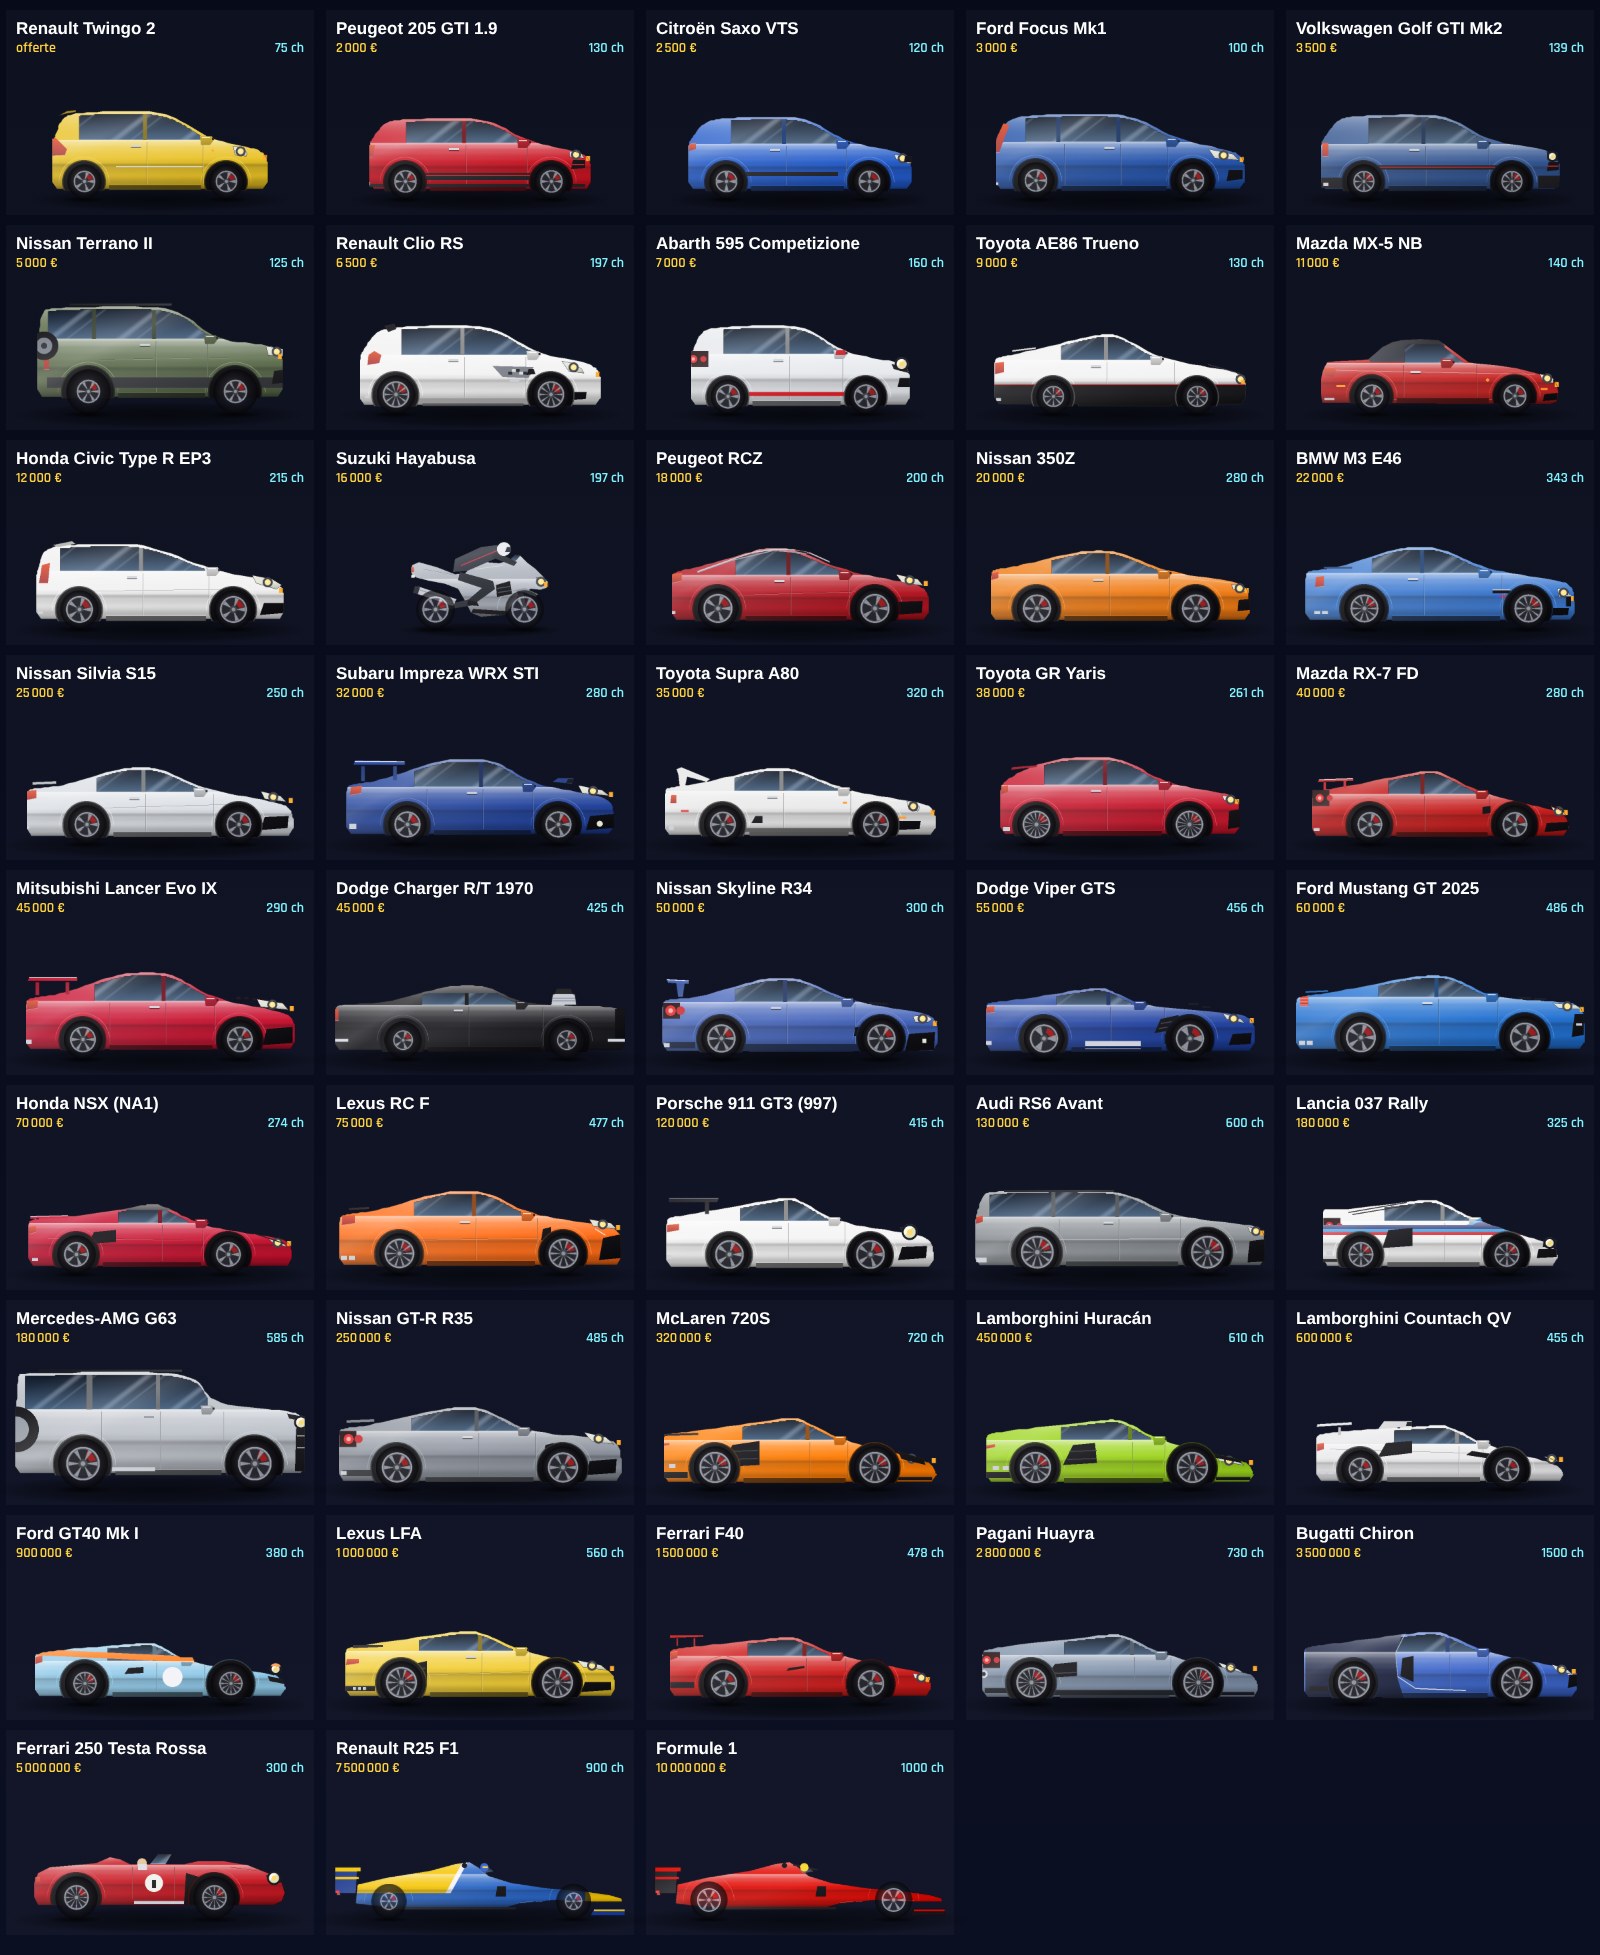 Renault Twingo 2
offerte 75 ch
Peugeot 205 GTI 1.9
2 000 € 130 ch
Citroën Saxo VTS
2 500 € 120 ch
Ford Focus Mk1
3 000 € 100 ch
Volkswagen Golf GTI Mk2
3 500 € 139 ch
Nissan Terrano II
5 000 € 125 ch
Renault Clio RS
6 500 € 197 ch
Abarth 595 Competizione
7 000 € 160 ch
Toyota AE86 Trueno
9 000 € 130 ch
Mazda MX-5 NB
11 000 € 140 ch
Honda Civic Type R EP3
12 000 € 215 ch
Suzuki Hayabusa
16 000 € 197 ch
Peugeot RCZ
18 000 € 200 ch
Nissan 350Z
20 000 € 280 ch
BMW M3 E46
22 000 € 343 ch
Nissan Silvia S15
25 000 € 250 ch
Subaru Impreza WRX STI
32 000 € 280 ch
Toyota Supra A80
35 000 € 320 ch
Toyota GR Yaris
38 000 € 261 ch
Mazda RX-7 FD
40 000 € 280 ch
Mitsubishi Lancer Evo IX
45 000 € 290 ch
Dodge Charger R/T 1970
45 000 € 425 ch
Nissan Skyline R34
50 000 € 300 ch
Dodge Viper GTS
55 000 € 456 ch
Ford Mustang GT 2025
60 000 € 486 ch
Honda NSX (NA1)
70 000 € 274 ch
Lexus RC F
75 000 € 477 ch
Porsche 911 GT3 (997)
120 000 € 415 ch
Audi RS6 Avant
130 000 € 600 ch
Lancia 037 Rally
180 000 € 325 ch
Mercedes-AMG G63
180 000 € 585 ch
Nissan GT-R R35
250 000 € 485 ch
McLaren 720S
320 000 € 720 ch
Lamborghini Huracán
450 000 € 610 ch
Lamborghini Countach QV
600 000 € 455 ch
Ford GT40 Mk I
900 000 € 380 ch
Lexus LFA
1 000 000 € 560 ch
Ferrari F40
1 500 000 € 478 ch
Pagani Huayra
2 800 000 € 730 ch
Bugatti Chiron
3 500 000 € 1500 ch
Ferrari 250 Testa Rossa
5 000 000 € 300 ch
Renault R25 F1
7 500 000 € 900 ch
Formule 1
10 000 000 € 1000 ch